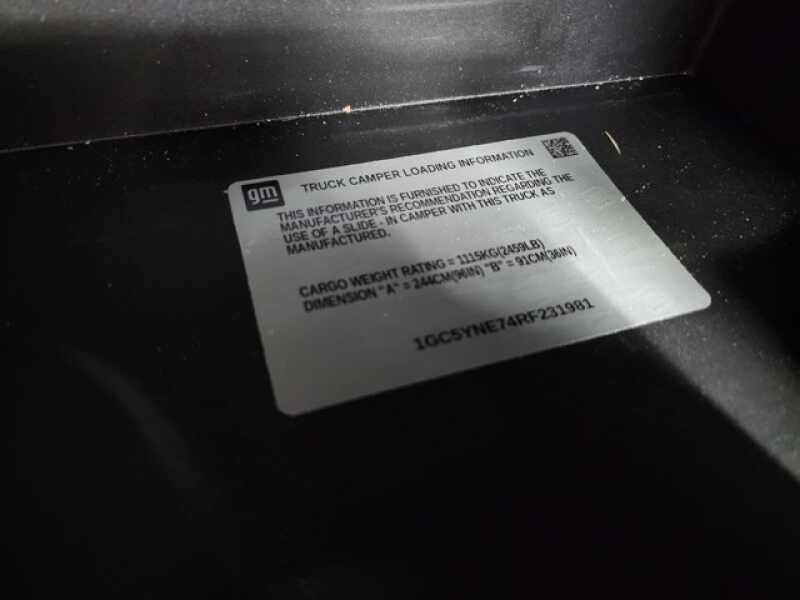 gm
TRUCK CAMPER LOADING INFORMATION
THIS INFORMATION IS FURNISHED TO INDICATE THE
MANUFACTURER'S RECOMMENDATION REGARDING THE
USE OF A SLIDE - IN CAMPER WITH THIS TRUCK AS
MANUFACTURED.
CARGO WEIGHT RATING = 1115KG(2459LB)
DIMENSION "A" = 244CM(96IN) "B" = 91CM(36IN)
1GC5YNE74RF231981